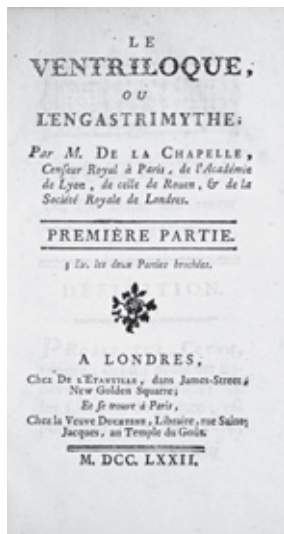 LE
VENTRILOQUE,
OU
L'ENGASTRIMYTHE;
Par M. DE LA CHAPELLE,
Censeur Royal à Paris, de l'Académie
de Lyon, de celle de Rouen, & de la
Société Royale de Londres.
PREMIÈRE PARTIE.
5 Liv. les deux Parties brochées.
A LONDRES,
Chez DE L'ETANVILLE, dans James-Street;
New Golden Squarre;
Et se trouve à Paris,
Chez la Veuve DUCHESNE, Libraire, rue Saint-
Jacques, au Temple du Goût.
M. DCC. LXXII.